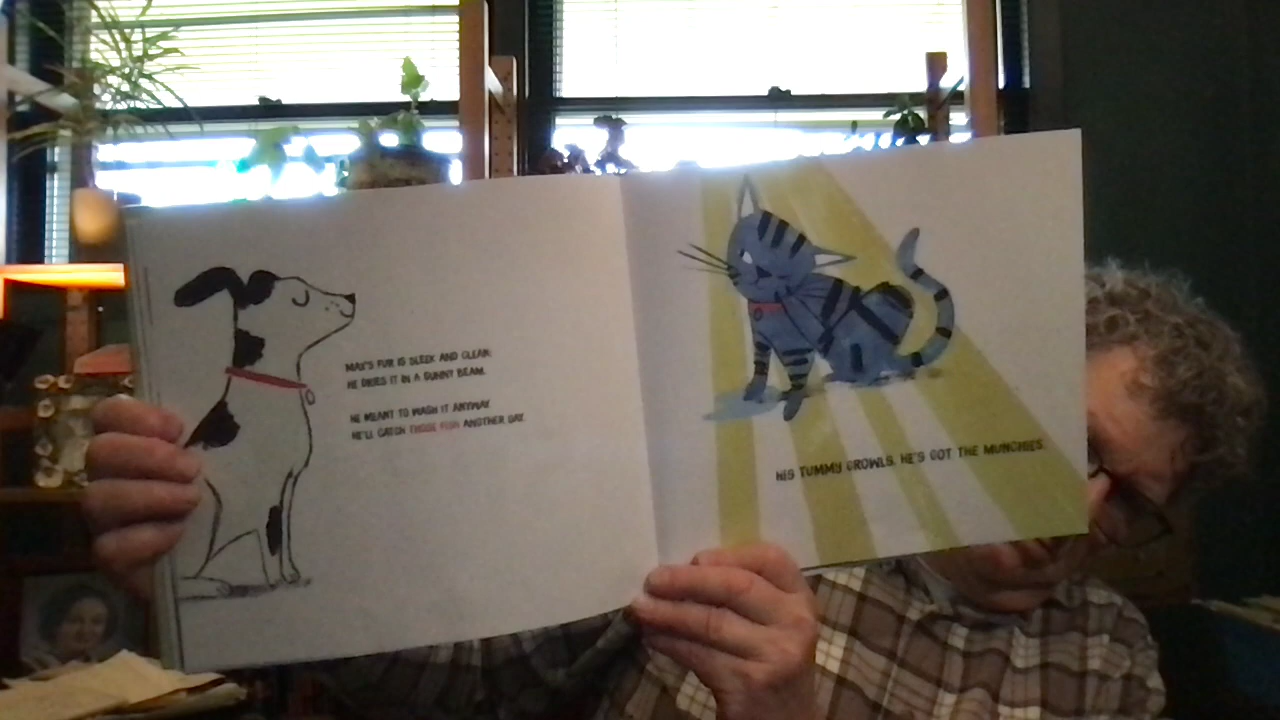 MAX'S FUR IS SLEEK AND CLEAN.
HE DRIES IT IN A SUNNY BEAM.
HE MEANT TO WASH IT ANYWAY.
HE'LL CATCH THOSE FISH ANOTHER DAY.
HIS TUMMY GROWLS. HE'S GOT THE MUNCHIES.